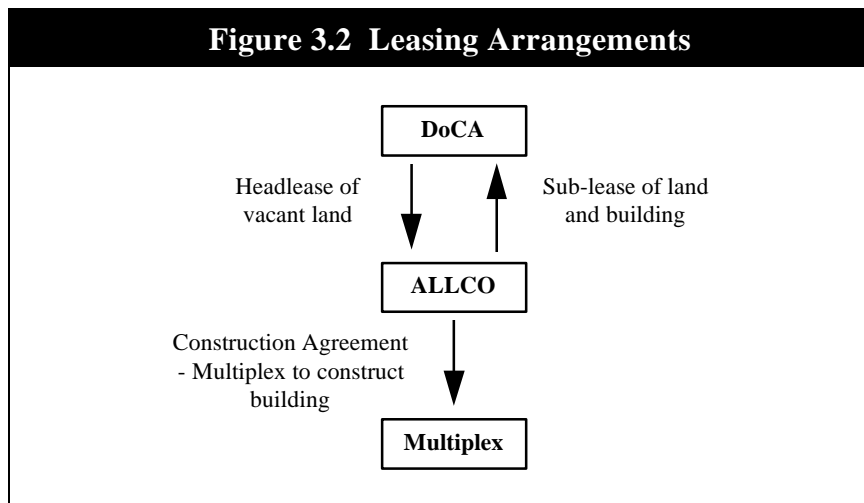 Figure 3.2 Leasing Arrangements
DoCA
Headlease of
vacant land
Sub-lease of land
and building
ALLCO
Construction Agreement
- Multiplex to construct
building
Multiplex